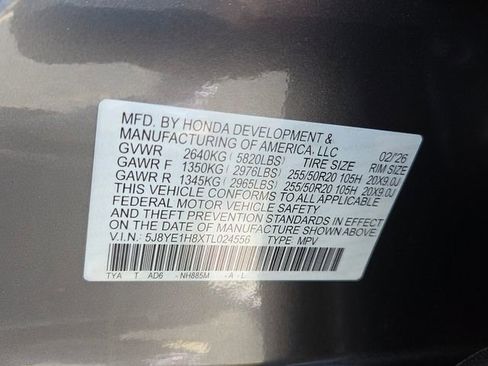 MFD. BY HONDA DEVELOPMENT &
MANUFACTURING OF AMERICA, LLC 02/26
GVWR 2640KG ( 5820LBS) TIRE SIZE RIM SIZE
GAWR F 1350KG ( 2976LBS) 255/50R20 105H 20X9.0J
GAWR R 1345KG ( 2965LBS) 255/50R20 105H 20X9.0J
THIS VEHICLE CONFORMS TO ALL APPLICABLE
FEDERAL MOTOR VEHICLE SAFETY
AND THEFT PREVENTION STANDARDS IN EFFECT
ON THE DATE OF MANUFACTURE SHOWN ABOVE.
V.I.N.: 5J8YE1H8XTL024556 TYPE MPV
TYA T AD6 - NH885M - A - L